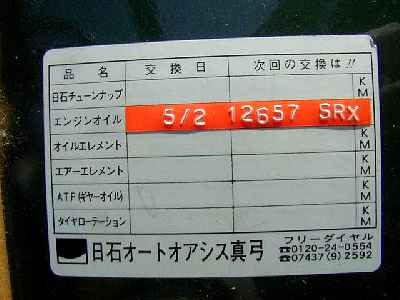 品名 交換日 次回の交換は!!
日石チューンナップ KM
エンジンオイル 5/2 12657 SRX KM
オイルエレメント KM
エアーエレメント KM
ATF(ギヤーオイル) KM
タイヤローテーション KM
日石オートオアシス真弓
フリーダイヤル
☎0120-24-0564
☎07437(9)2592